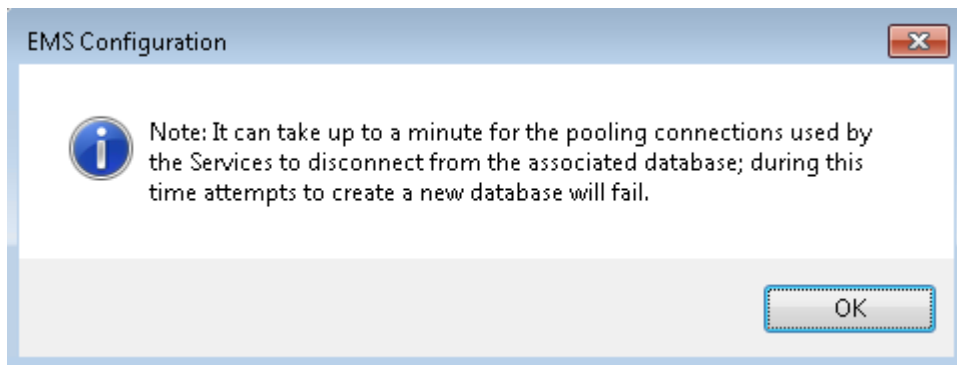 EMS Configuration
Note: It can take up to a minute for the pooling connections used by
the Services to disconnect from the associated database; during this
time attempts to create a new database will fail.
OK